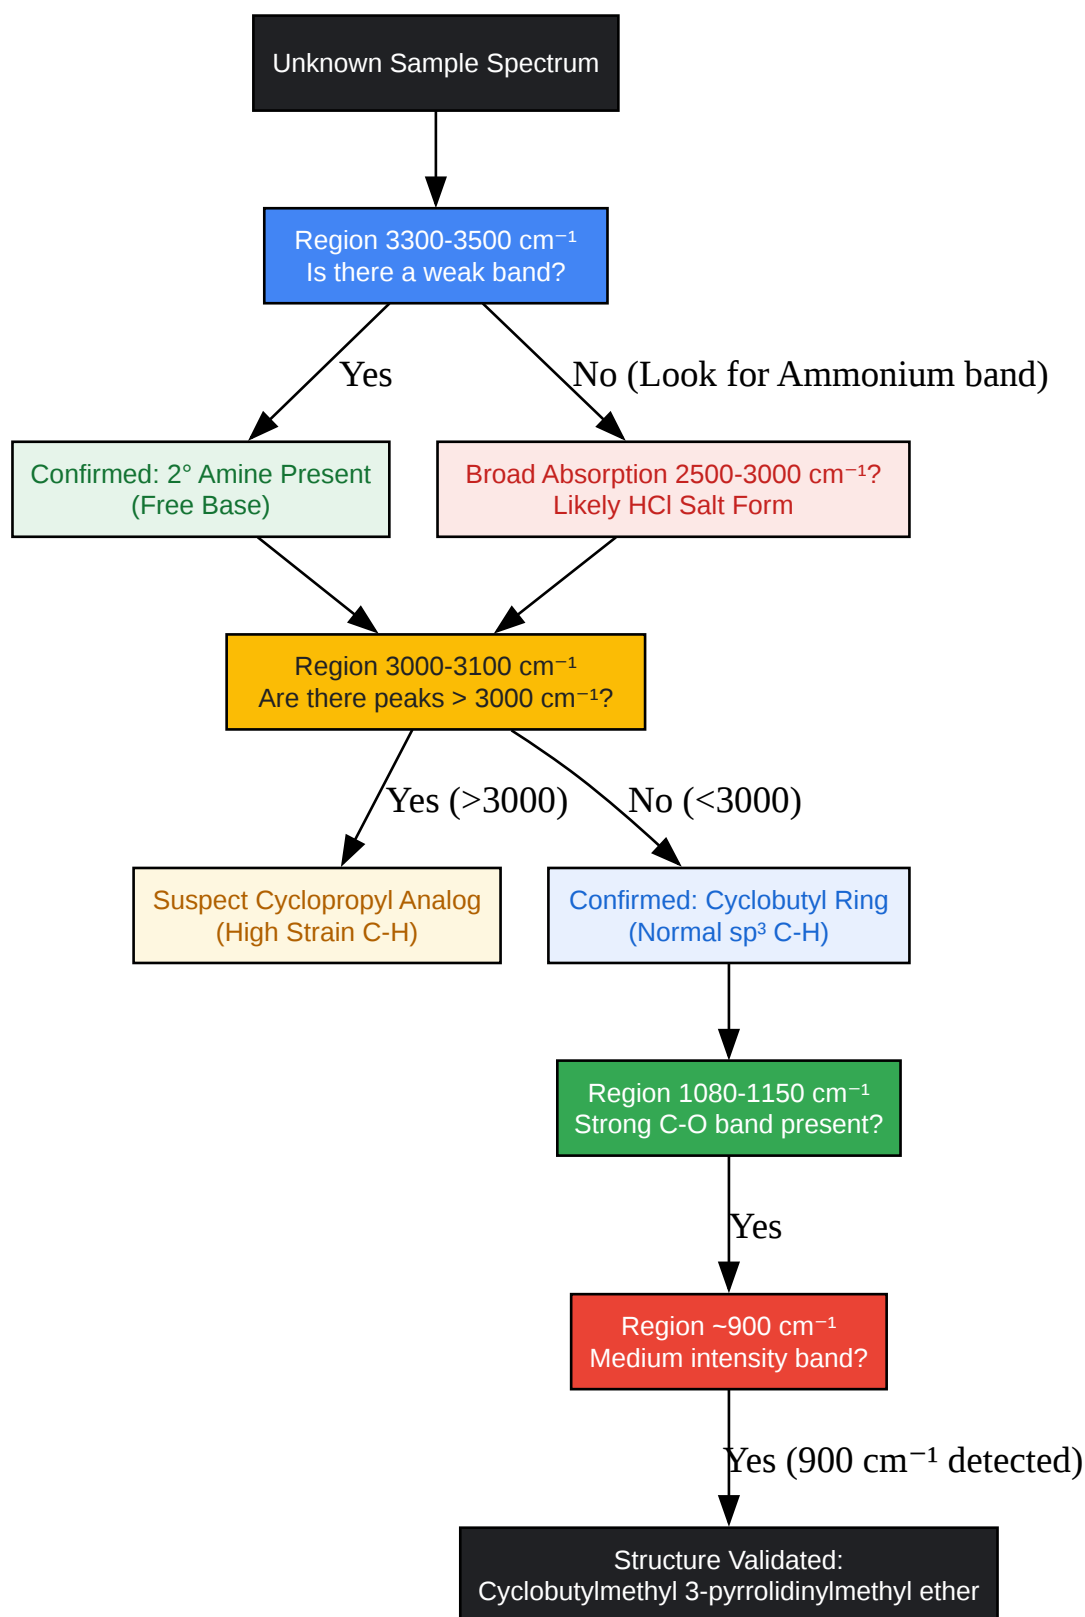 Unknown Sample Spectrum
Region 3300-3500 cm⁻¹
Is there a weak band?
Yes
No (Look for Ammonium band)
Confirmed: 2° Amine Present
(Free Base)
Broad Absorption 2500-3000 cm⁻¹?
Likely HCl Salt Form
Region 3000-3100 cm⁻¹
Are there peaks > 3000 cm⁻¹?
Yes (>3000)
No (<3000)
Suspect Cyclopropyl Analog
(High Strain C-H)
Confirmed: Cyclobutyl Ring
(Normal sp³ C-H)
Region 1080-1150 cm⁻¹
Strong C-O band present?
Yes
Region ~900 cm⁻¹
Medium intensity band?
Yes (900 cm⁻¹ detected)
Structure Validated:
Cyclobutylmethyl 3-pyrrolidinylmethyl ether